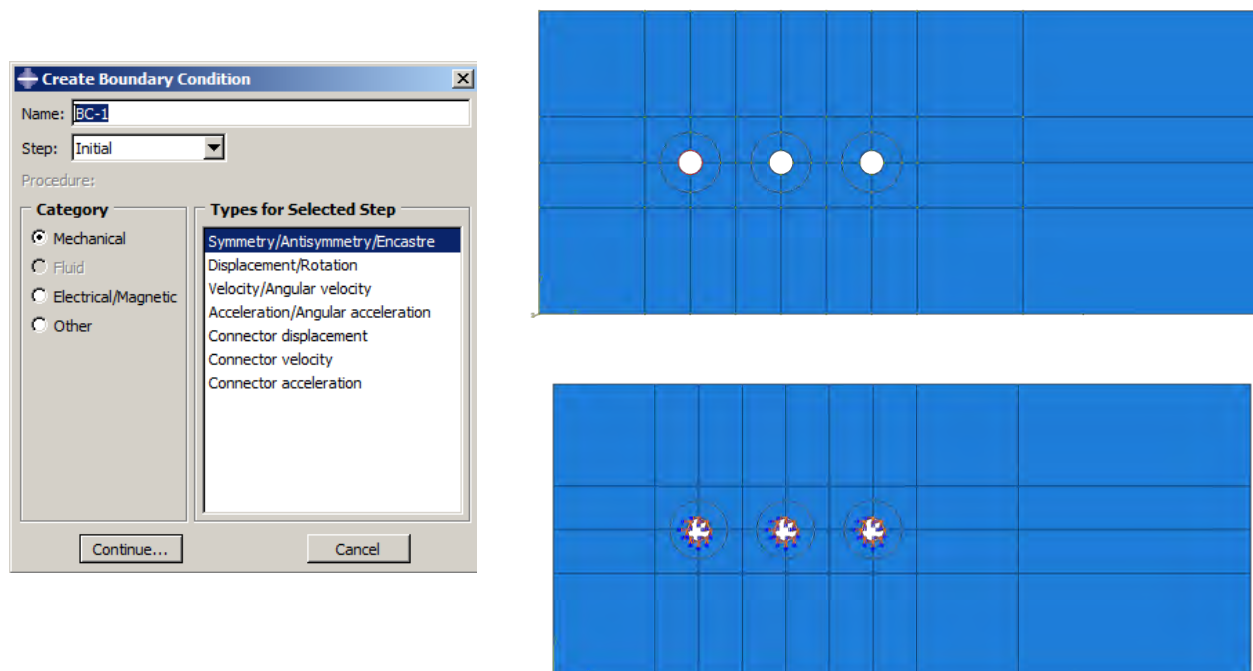 Create Boundary Condition
Name: BC-1
Step: Initial
Procedure:
Category
Mechanical
Fluid
Electrical/Magnetic
Other
Types for Selected Step
Symmetry/Antisymmetry/Encastre
Displacement/Rotation
Velocity/Angular velocity
Acceleration/Angular acceleration
Connector displacement
Connector velocity
Connector acceleration
Continue...
Cancel